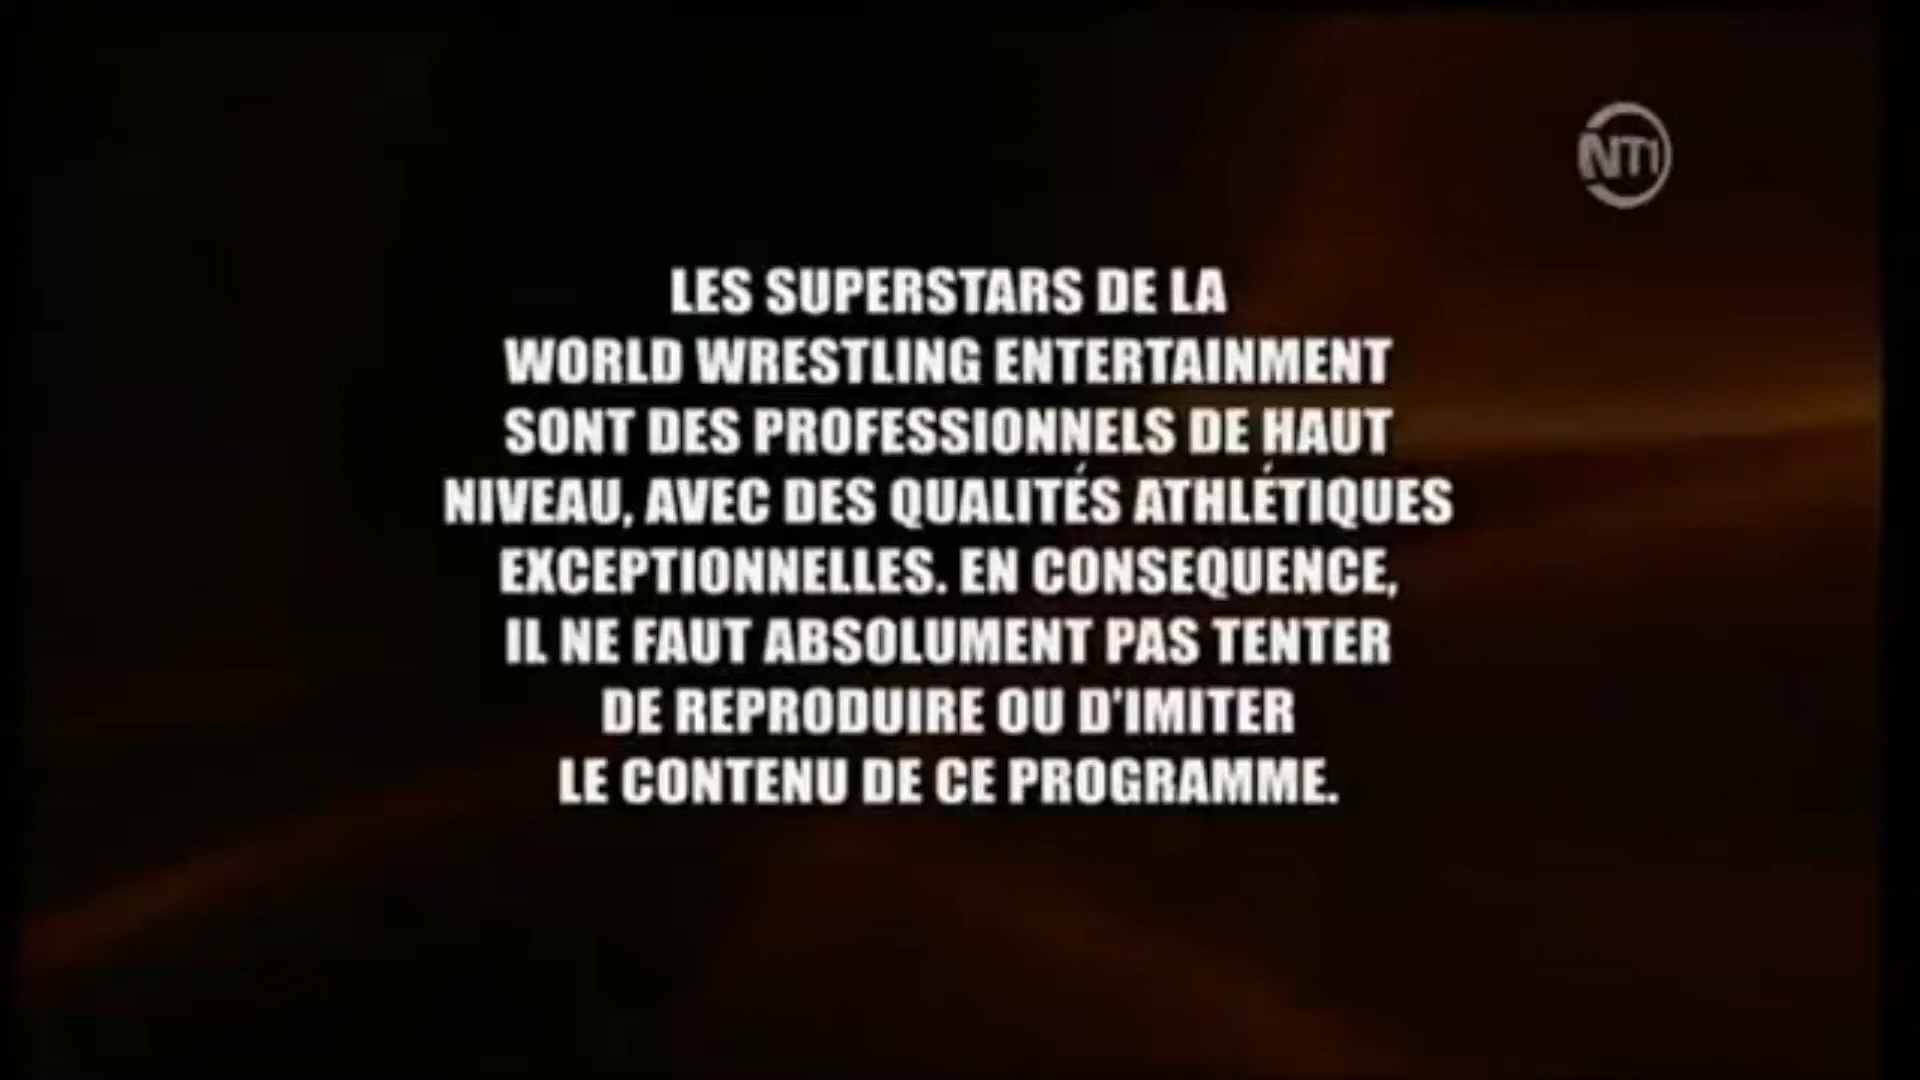 NT1
LES SUPERSTARS DE LA
WORLD WRESTLING ENTERTAINMENT
SONT DES PROFESSIONNELS DE HAUT
NIVEAU, AVEC DES QUALITÉS ATHLÉTIQUES
EXCEPTIONNELLES. EN CONSEQUENCE,
IL NE FAUT ABSOLUMENT PAS TENTER
DE REPRODUIRE OU D'IMITER
LE CONTENU DE CE PROGRAMME.